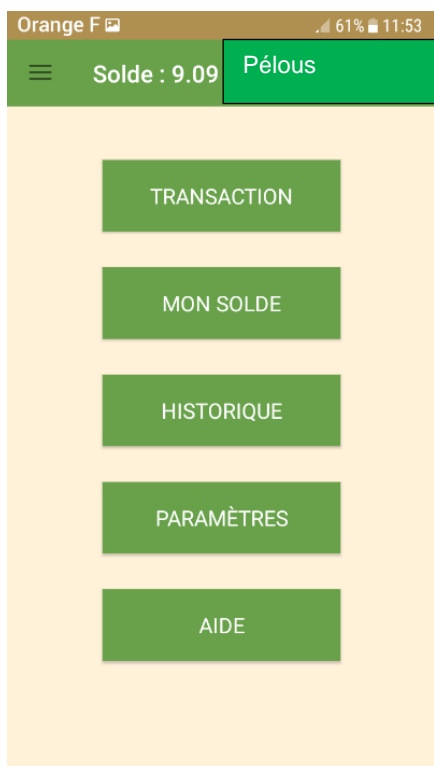 Orange F 61% 11:53
Solde : 9.09 Pélous
TRANSACTION
MON SOLDE
HISTORIQUE
PARAMÈTRES
AIDE